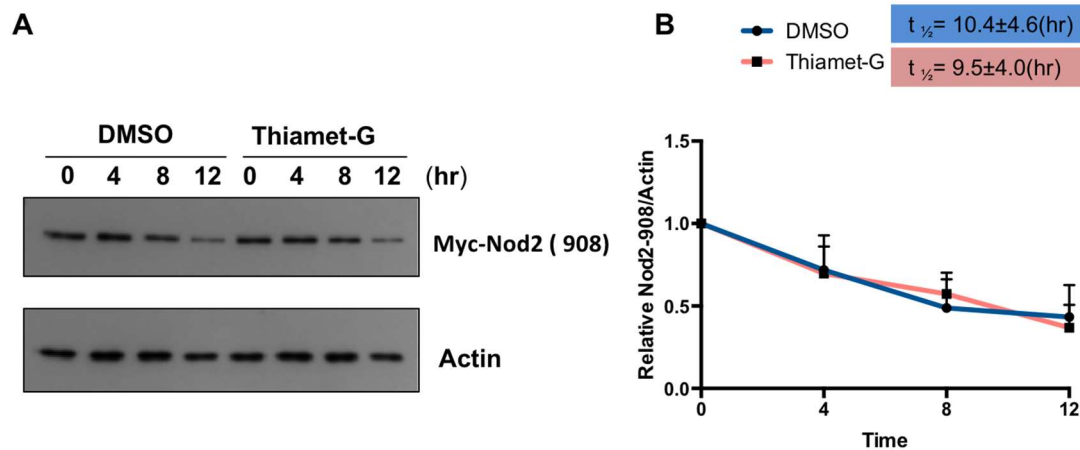 A
DMSO Thiamet-G
0 4 8 12 0 4 8 12 (hr)
Myc-Nod2 ( 908)
Actin
B
DMSO t ½= 10.4±4.6(hr)
Thiamet-G t ½= 9.5±4.0(hr)
Relative Nod2-908/Actin
1.5
1.0
0.5
0.0
0 4 8 12
Time